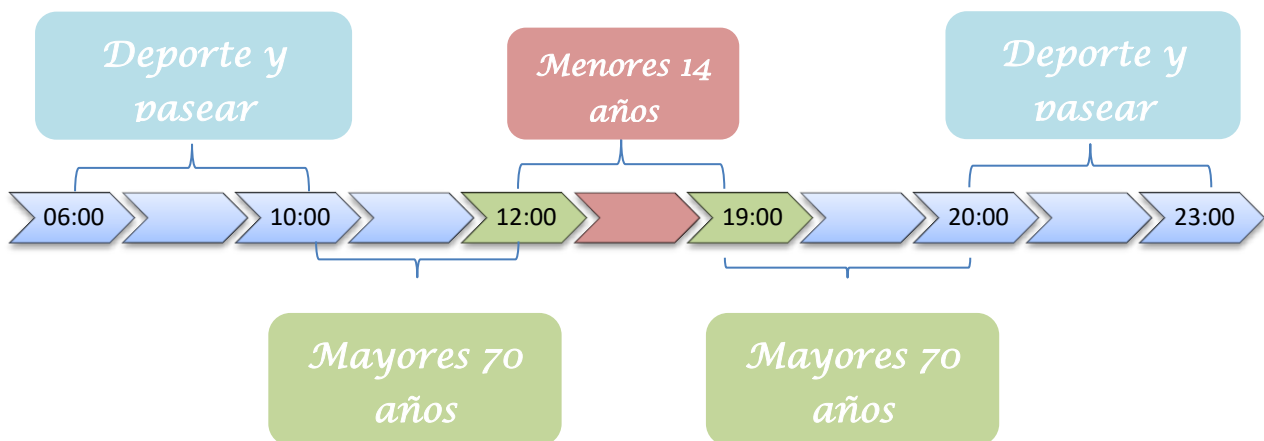 Deporte y
pasear
Menores 14
años
Deporte y
pasear
06:00
10:00
12:00
19:00
20:00
23:00
Mayores 70
años
Mayores 70
años